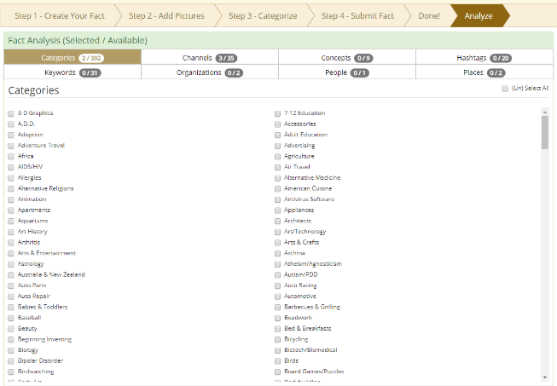 Step 1 - Create Your Fact Step 2 - Add Pictures Step 3 - Categorize Step 4 - Submit Fact Done! Analyze
Fact Analysis (Selected / Available)
Categories 2 / 392 Channels 3 / 35 Concepts 0 / 9 Hashtags 0 / 20
Keywords 0 / 31 Organizations 0 / 2 People 0 / 1 Places 0 / 2
Categories (Un) Select All
3-D Graphics 7-12 Education
A.D.D. Accessories
Adoption Adult Education
Adventure Travel Advertising
Africa Agriculture
AIDS/HIV Air Travel
Allergies Alternative Medicine
Alternative Religions American Cuisine
Animation Antivirus Software
Apartments Appliances
Aquariums Architects
Art History Art/Technology
Arthritis Arts & Crafts
Arts & Entertainment Asthma
Astrology Atheism/Agnosticism
Australia & New Zealand Autism/PDD
Auto Parts Auto Racing
Auto Repair Automotive
Babies & Toddlers Barbecues & Grilling
Baseball Beadwork
Beauty Bed & Breakfasts
Beginning Investing Bicycling
Biology Biotech/Biomedical
Bipolar Disorder Birds
Birdwatching Board Games/Puzzles